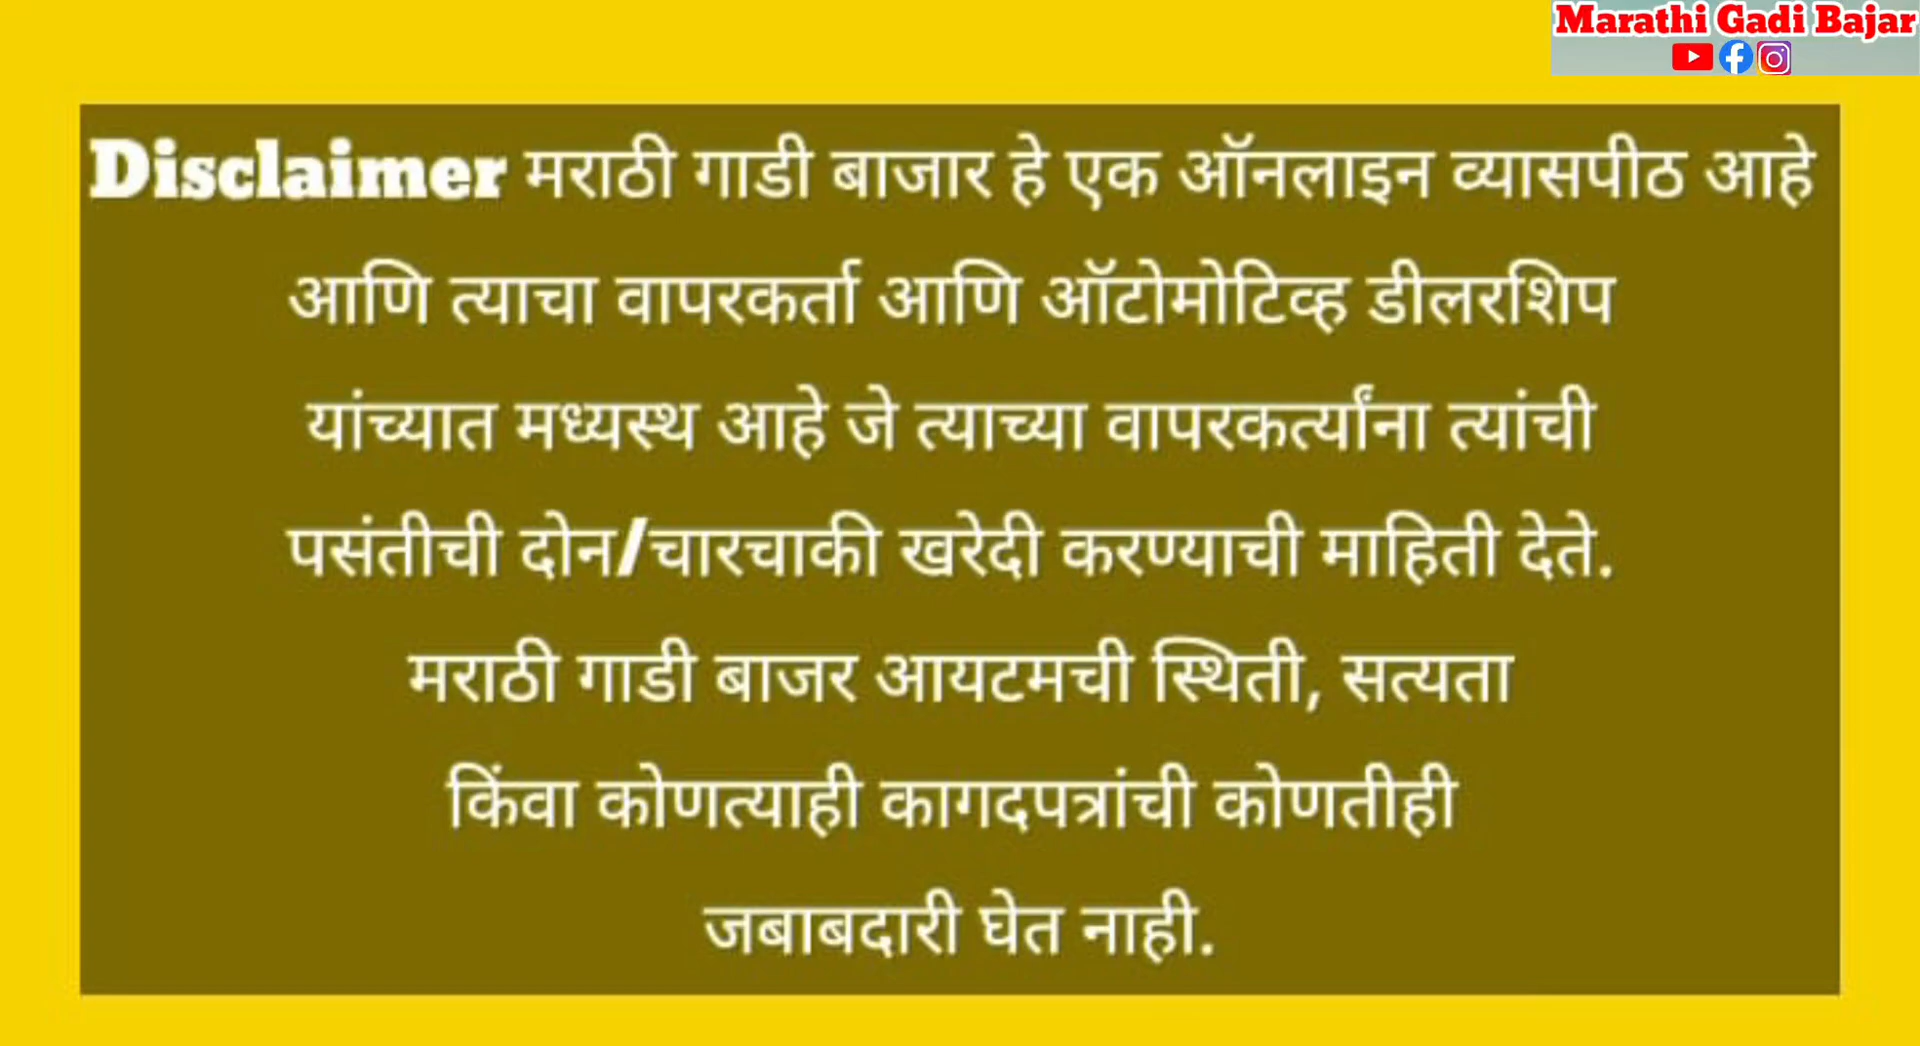 Marathi Gadi Bajar
Disclaimer मराठी गाडी बाजार हे एक ऑनलाइन व्यासपीठ आहे
आणि त्याचा वापरकर्ता आणि ऑटोमोटिव्ह डीलरशिप
यांच्यात मध्यस्थ आहे जे त्याच्या वापरकर्त्यांना त्यांची
पसंतीची दोन/चारचाकी खरेदी करण्याची माहिती देते.
मराठी गाडी बाजर आयटमची स्थिती, सत्यता
किंवा कोणत्याही कागदपत्रांची कोणतीही
जबाबदारी घेत नाही.